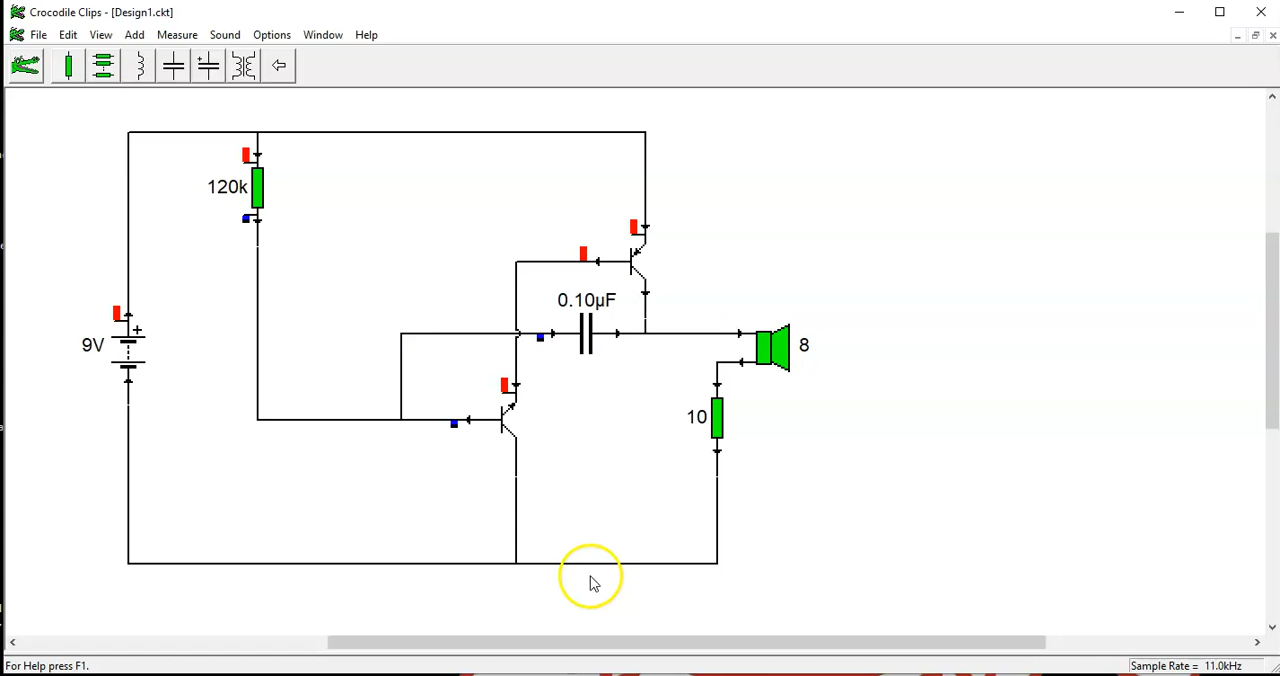 Crocodile Clips - [Design1.ckt]
File Edit View Add Measure Sound Options Window Help
120k
0.10µF
9V
8
10
For Help press F1.
Sample Rate = 11.0kHz